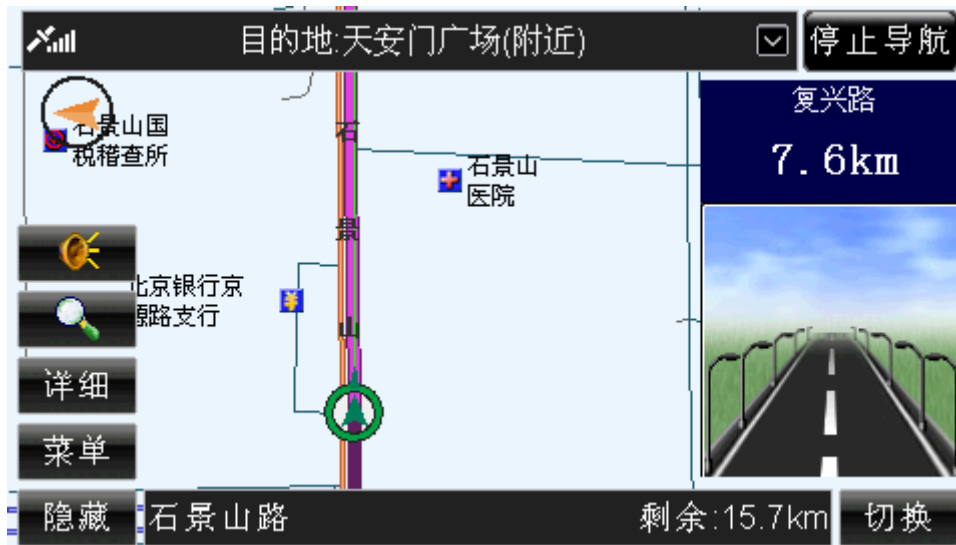 目的地:天安门广场(附近)
停止导航
复兴路
7.6km
石景山国
税稽查所
石景山
医院
石
景
山
北京银行京
源路支行
详细
菜单
隐藏
石景山路
剩余:15.7km
切换